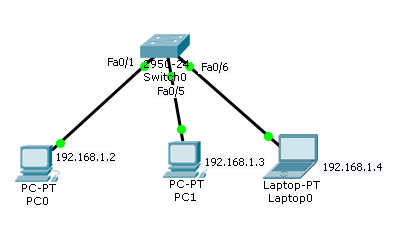 Fa0/1
2950-24
Switch0
Fa0/6
Fa0/5
192.168.1.2
PC-PT
PC0
192.168.1.3
PC-PT
PC1
192.168.1.4
Laptop-PT
Laptop0